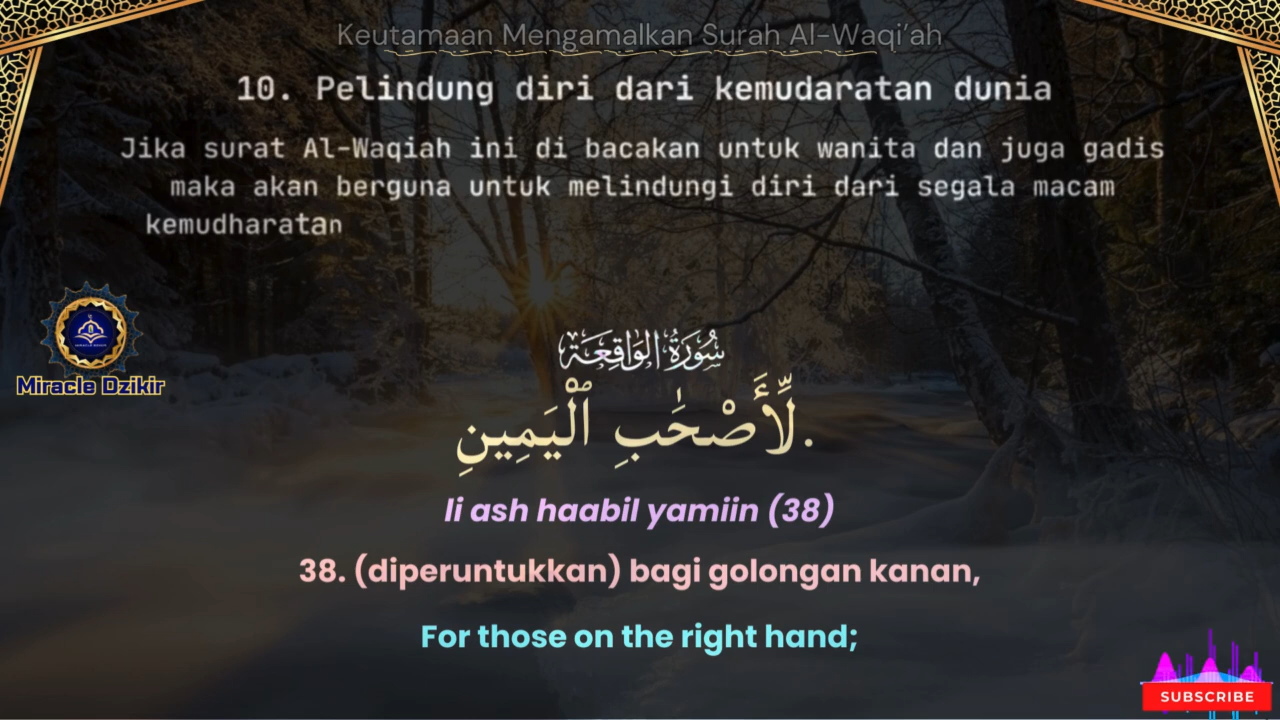 Keutamaan Mengamalkan Surah Al-Waqi’ah
10. Pelindung diri dari kemudaratan dunia
Jika surat Al-Waqiah ini di bacakan untuk wanita dan juga gadis
maka akan berguna untuk melindungi diri dari segala macam
kemudharatan
Miracle Dzikir
سُورَةُ الوَاقِعَة
لِّأَصْحَٰبِ ٱلْيَمِينِ.
li ash haabil yamiin (38)
38. (diperuntukkan) bagi golongan kanan,
For those on the right hand;
SUBSCRIBE